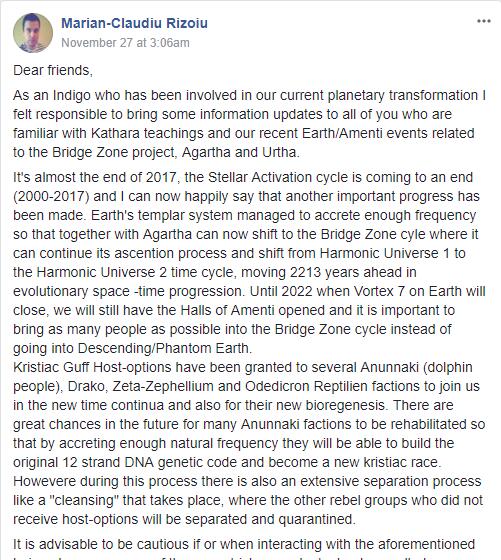 Marian-Claudiu Rizoiu
November 27 at 3:06am
Dear friends,
As an Indigo who has been involved in our current planetary transformation I
felt responsible to bring some information updates to all of you who are
familiar with Kathara teachings and our recent Earth/Amenti events related
to the Bridge Zone project, Agartha and Urtha.
It's almost the end of 2017, the Stellar Activation cycle is coming to an end
(2000-2017) and I can now happily say that another important progress has
been made. Earth's templar system managed to accrete enough frequency
so that together with Agartha can now shift to the Bridge Zone cyle where it
can continue its ascention process and shift from Harmonic Universe 1 to
the Harmonic Universe 2 time cycle, moving 2213 years ahead in
evolutionary space -time progression. Until 2022 when Vortex 7 on Earth will
close, we will still have the Halls of Amenti opened and it is important to
bring as many people as possible into the Bridge Zone cycle instead of
going into Descending/Phantom Earth.
Kristiac Guff Host-options have been granted to several Anunnaki (dolphin
people), Drako, Zeta-Zephellium and Odedicron Reptilien factions to join us
in the new time continua and also for their new bioregenesis. There are
great chances in the future for many Anunnaki factions to be rehabilitated so
that by accreting enough natural frequency they will be able to build the
original 12 strand DNA genetic code and become a new kristiac race.
Howevere during this process there is also an extensive separation process
like a "cleansing" that takes place, where the other rebel groups who did not
receive host-options will be separated and quarantined.
It is advisable to be cautious if or when interacting with the aforementioned